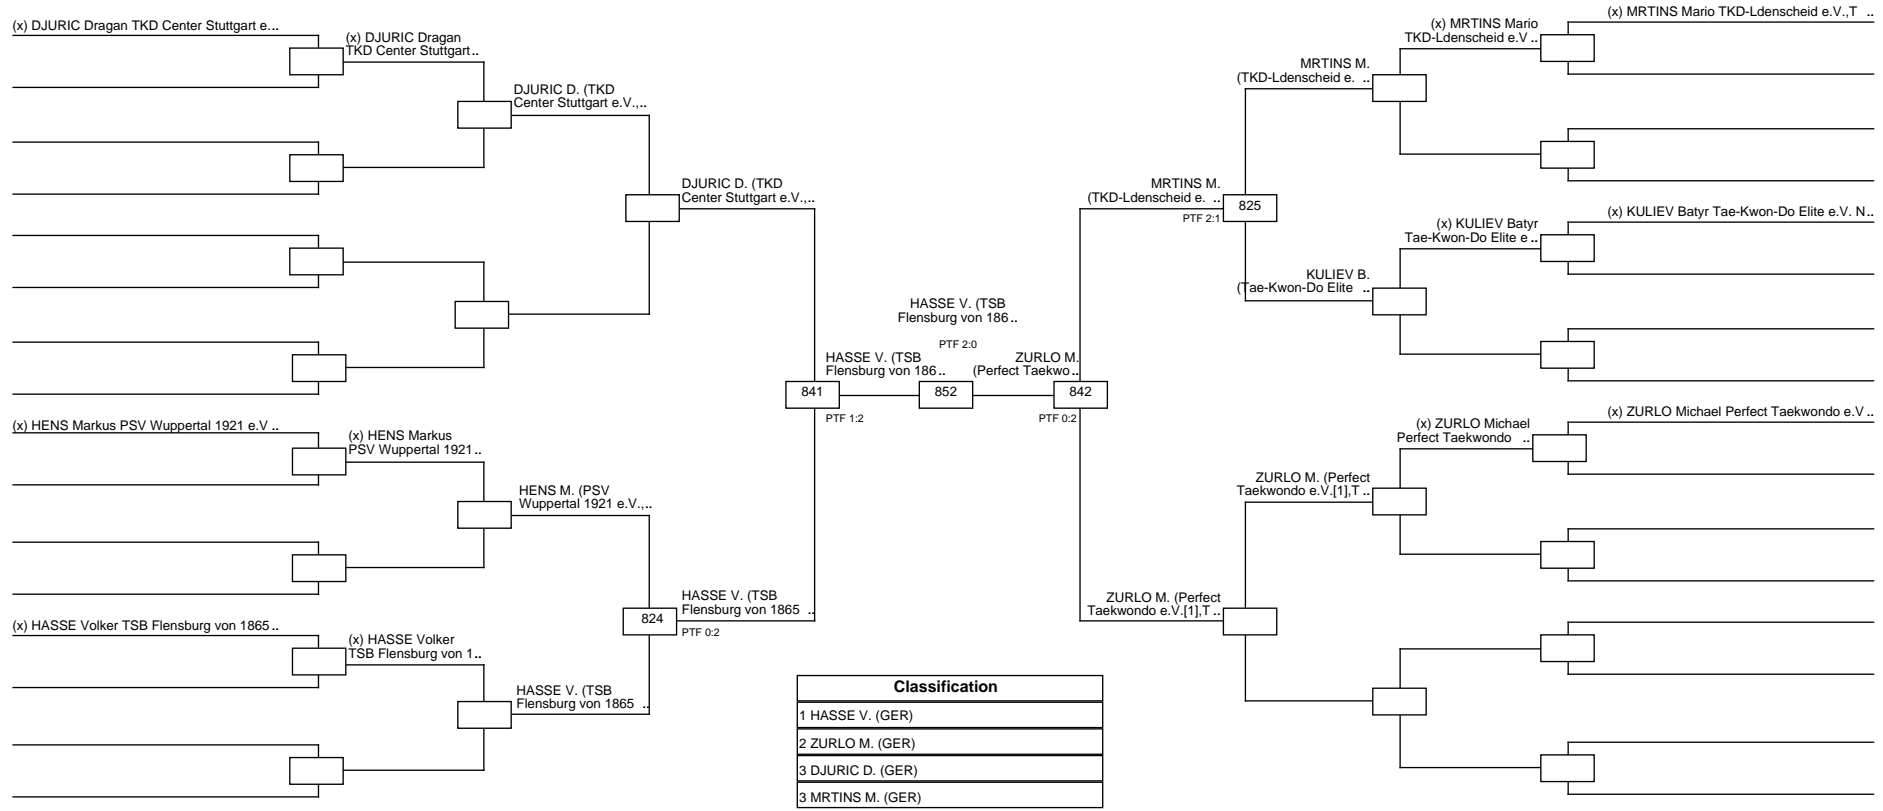 (x) DJURIC Dragan TKD Center Stuttgart e...
(x) DJURIC Dragan
TKD Center Stuttgart..
DJURIC D. (TKD
Center Stuttgart e.V.,..
DJURIC D. (TKD
Center Stuttgart e.V.,..
(x) HENS Markus PSV Wuppertal 1921 e.V ..
(x) HENS Markus
PSV Wuppertal 1921..
HENS M. (PSV
Wuppertal 1921 e.V.,..
824
PTF 0:2
HASSE V. (TSB
Flensburg von 1865 ..
(x) HASSE Volker TSB Flensburg von 1865..
(x) HASSE Volker
TSB Flensburg von 1..
HASSE V. (TSB
Flensburg von 1865 ..
841
PTF 1:2
HASSE V. (TSB
Flensburg von 186..
HASSE V. (TSB
Flensburg von 186..
PTF 2:0
852
ZURLO M.
(Perfect Taekwo..
842
PTF 0:2
MRTINS M.
(TKD-Ldenscheid e. ..
825
PTF 2:1
MRTINS M.
(TKD-Ldenscheid e. ..
(x) MRTINS Mario
TKD-Ldenscheid e.V ..
(x) MRTINS Mario TKD-Ldenscheid e.V.,T ..
KULIEV B.
(Tae-Kwon-Do Elite ..
(x) KULIEV Batyr
Tae-Kwon-Do Elite e ..
(x) KULIEV Batyr Tae-Kwon-Do Elite e.V. N..
ZURLO M. (Perfect
Taekwondo e.V.[1],T ..
ZURLO M. (Perfect
Taekwondo e.V.[1],T ..
(x) ZURLO Michael
Perfect Taekwondo ..
(x) ZURLO Michael Perfect Taekwondo e.V ..
Classification
1 HASSE V. (GER)
2 ZURLO M. (GER)
3 DJURIC D. (GER)
3 MRTINS M. (GER)